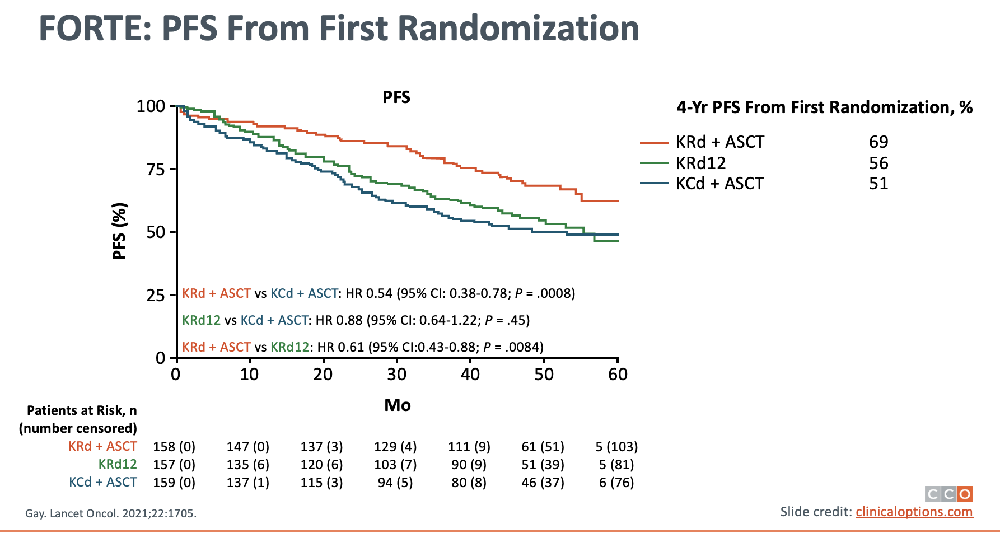 FORTE: PFS From First Randomization
PFS
100
75
50
25
0
PFS (%)
KRd + ASCT vs KCd + ASCT: HR 0.54 (95% CI: 0.38-0.78; P = .0008)
KRd12 vs KCd + ASCT: HR 0.88 (95% CI: 0.64-1.22; P = .45)
KRd + ASCT vs KRd12: HR 0.61 (95% CI:0.43-0.88; P = .0084)
0 10 20 30 40 50 60
Mo
4-Yr PFS From First Randomization, %
KRd + ASCT 69
KRd12 56
KCd + ASCT 51
Patients at Risk, n
(number censored)
KRd + ASCT 158 (0) 147 (0) 137 (3) 129 (4) 111 (9) 61 (51) 5 (103)
KRd12 157 (0) 135 (6) 120 (6) 103 (7) 90 (9) 51 (39) 5 (81)
KCd + ASCT 159 (0) 137 (1) 115 (3) 94 (5) 80 (8) 46 (37) 6 (76)
Gay. Lancet Oncol. 2021;22:1705.
CCO
Slide credit: clinicaloptions.com